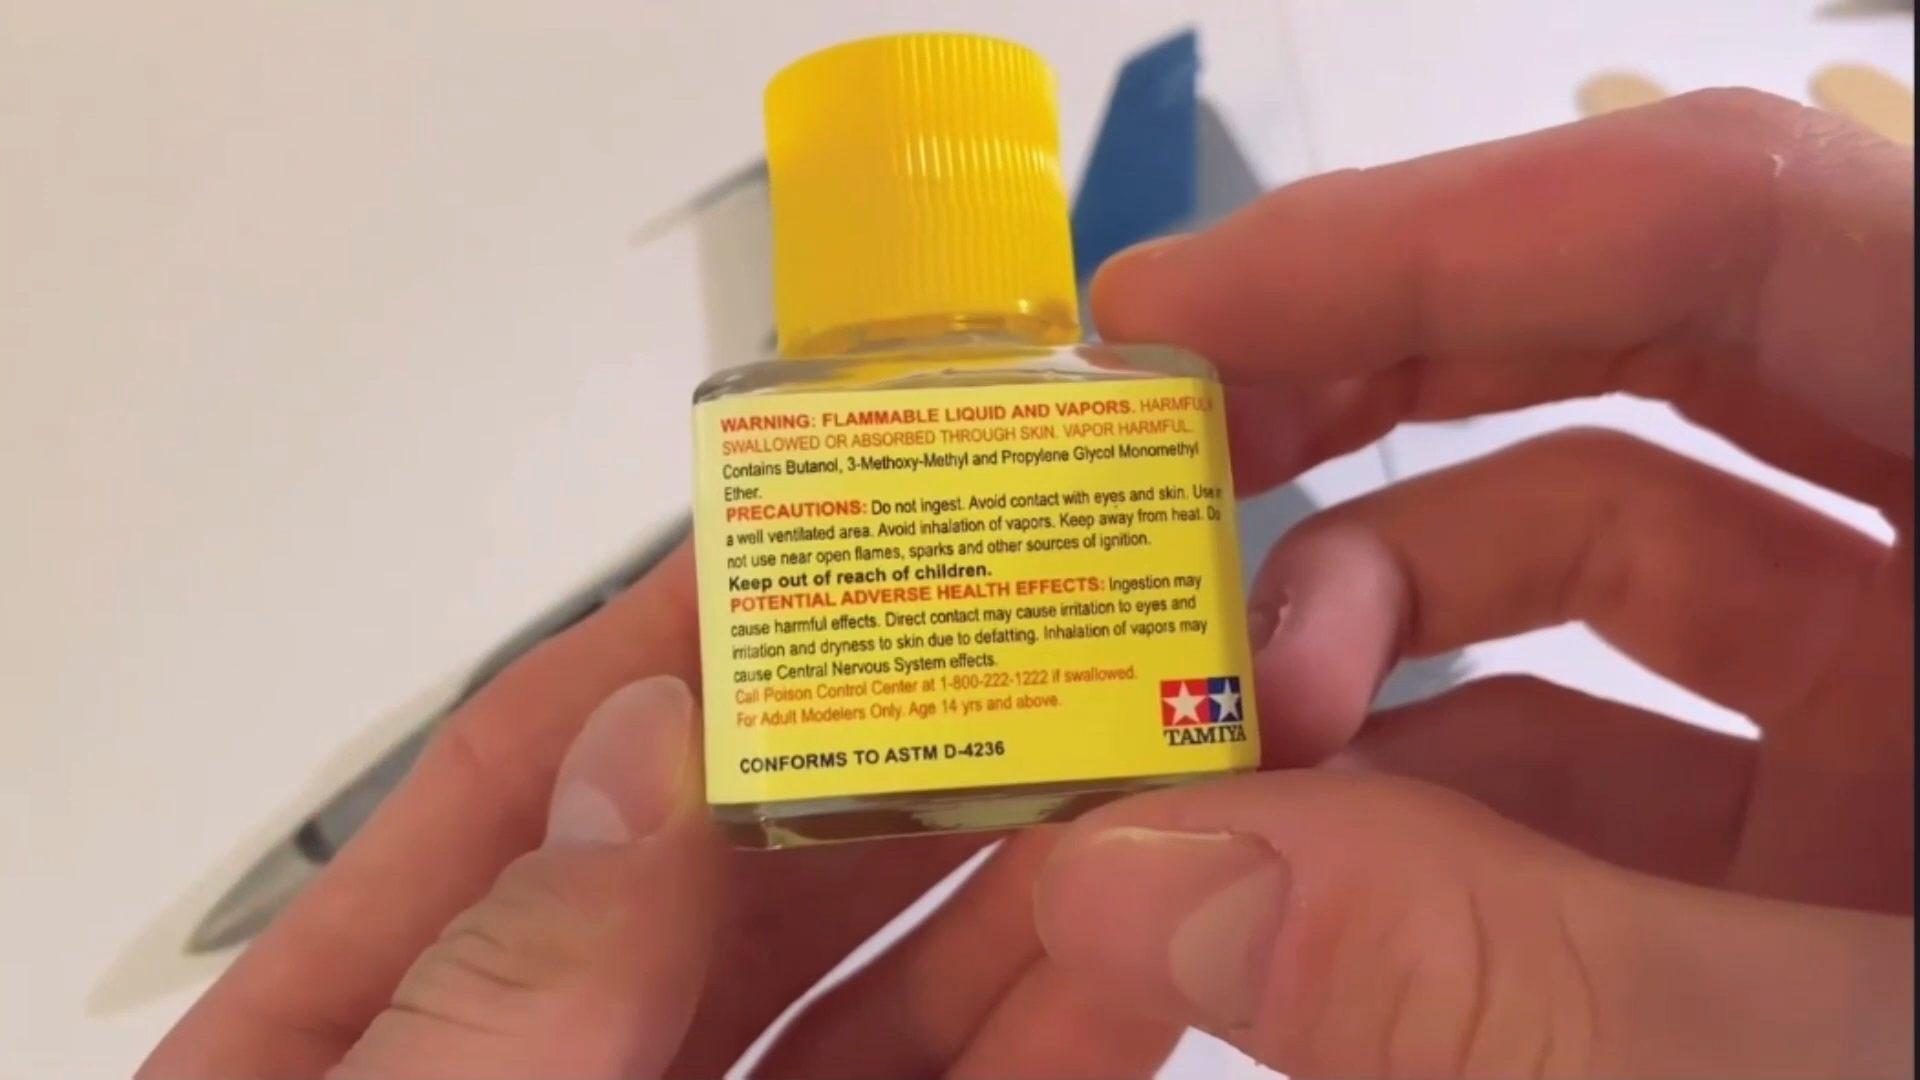 WARNING: FLAMMABLE LIQUID AND VAPORS. HARMFUL
SWALLOWED OR ABSORBED THROUGH SKIN. VAPOR HARMFUL.
Contains Butanol, 3-Methoxy-Methyl and Propylene Glycol Monomethyl
Ether.
PRECAUTIONS: Do not ingest. Avoid contact with eyes and skin. Use
a well ventilated area. Avoid inhalation of vapors. Keep away from heat. Do
not use near open flames, sparks and other sources of ignition.
Keep out of reach of children.
POTENTIAL ADVERSE HEALTH EFFECTS: Ingestion may
cause harmful effects. Direct contact may cause irritation to eyes and
irritation and dryness to skin due to defatting. Inhalation of vapors may
cause Central Nervous System effects.
Call Poison Control Center at 1-800-222-1222 if swallowed.
For Adult Modelers Only. Age 14 yrs and above.
TAMIYA
CONFORMS TO ASTM D-4236